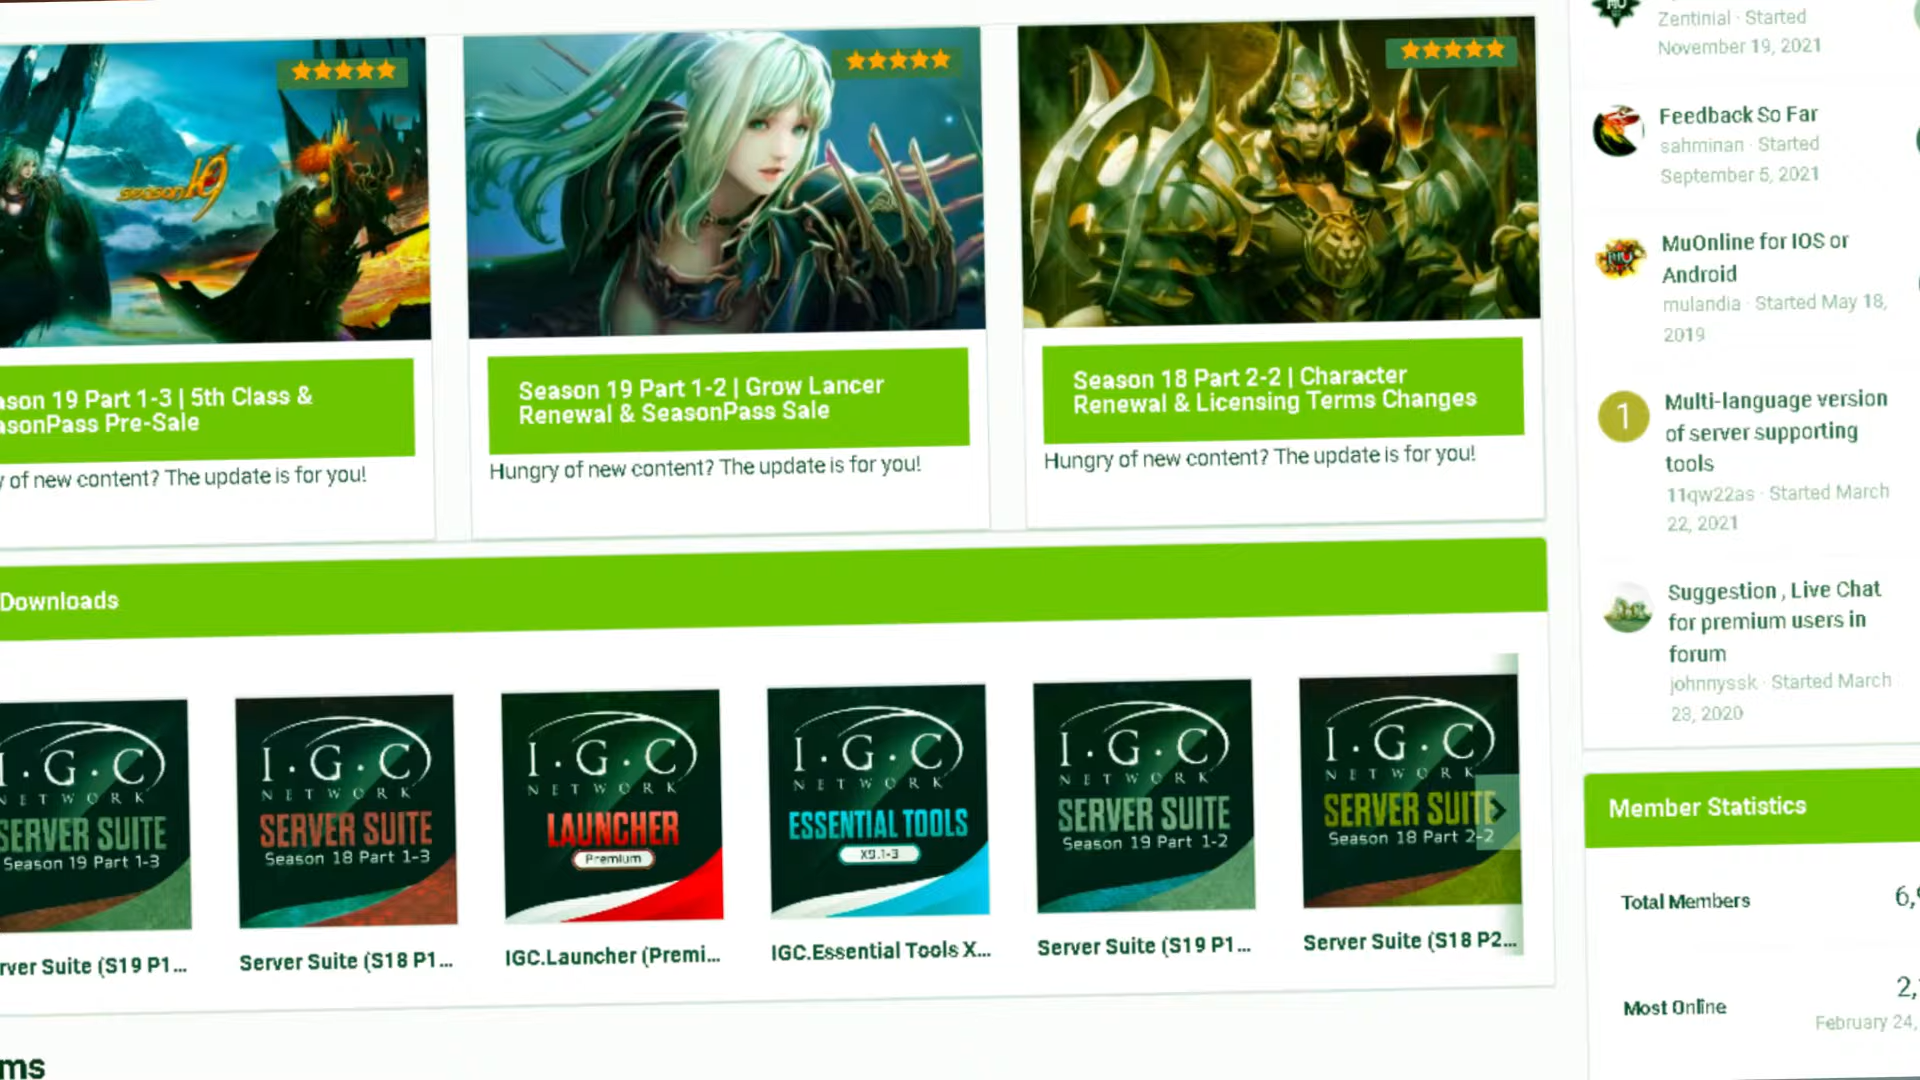 season 19
ason 19 Part 1-3 | 5th Class &
asonPass Pre-Sale
y of new content? The update is for you!
Season 19 Part 1-2 | Grow Lancer
Renewal & SeasonPass Sale
Hungry of new content? The update is for you!
Season 18 Part 2-2 | Character
Renewal & Licensing Terms Changes
Hungry of new content? The update is for you!
Downloads
I.G.C
NETWORK
SERVER SUITE
Season 19 Part 1-3
rver Suite (S19 P1...
I.G.C
NETWORK
SERVER SUITE
Season 18 Part 1-3
Server Suite (S18 P1...
I.G.C
NETWORK
LAUNCHER
Premium
IGC.Launcher (Premi...
I.G.C
NETWORK
ESSENTIAL TOOLS
X9.1-3
IGC.Essential Tools X...
I.G.C
NETWORK
SERVER SUITE
Season 19 Part 1-2
Server Suite (S19 P1...
I.G.C
NETWORK
SERVER SUITE
Season 18 Part 2-2
Server Suite (S18 P2...
ms
Zentinial · Started
November 19, 2021
Feedback So Far
sahminan · Started
September 5, 2021
MuOnline for IOS or
Android
mulandia · Started May 18,
2019
1
Multi-language version
of server supporting
tools
11qw22as · Started March
22, 2021
Suggestion , Live Chat
for premium users in
forum
johnnyssk · Started March
23, 2020
Member Statistics
Total Members
6,
Most Online
2,
February 24,